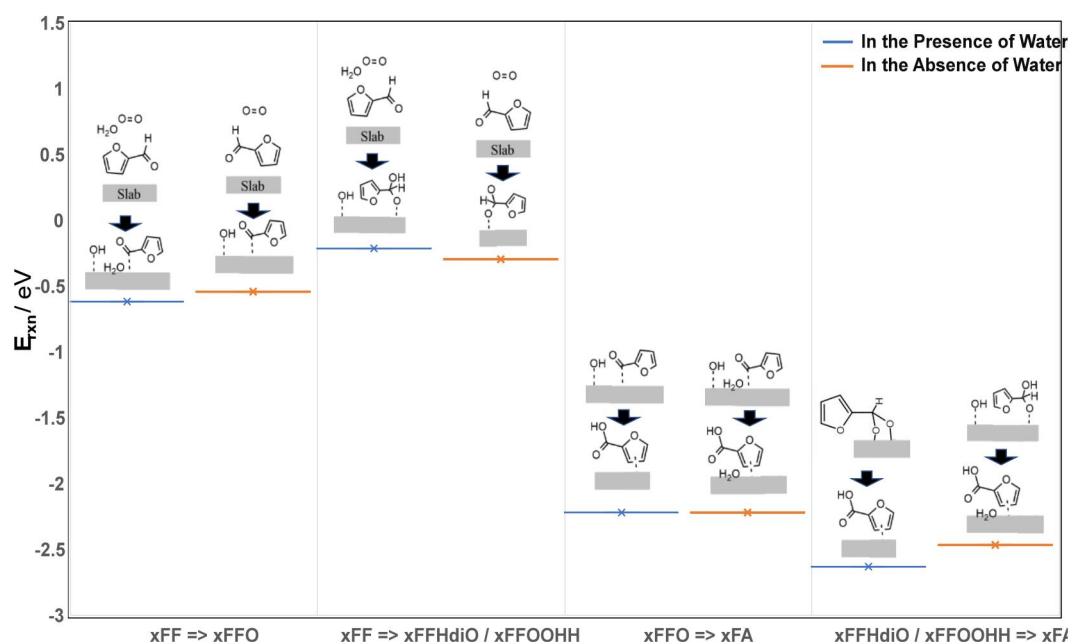 1.5
1
0.5
0
-0.5
-1
-1.5
-2
-2.5
-3
Erxn / eV
In the Presence of Water
In the Absence of Water
H2O O=O
H
O
O
Slab
OH
O
O
H2O
O=O
H
O
O
Slab
OH
O
O
H2O O=O
H
O
O
Slab
OH
OH
O
H
O
O=O
H
O
O
Slab
O
H
O
O
OH
O
O
HO
O
O
OH
O
O
H2O
HO
O
O
H2O
O
H
O
O
HO
O
O
OH
OH
O
H
O
HO
O
O
H2O
xFF => xFFO
xFF => xFFHdiO / xFFOOHH
xFFO => xFA
xFFHdiO / xFFOOHH => xFA